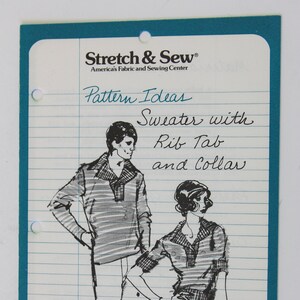 Stretch & Sew®
America's Fabric and Sewing Center
Pattern Ideas
Sweater with
Rib Tab
and Collar